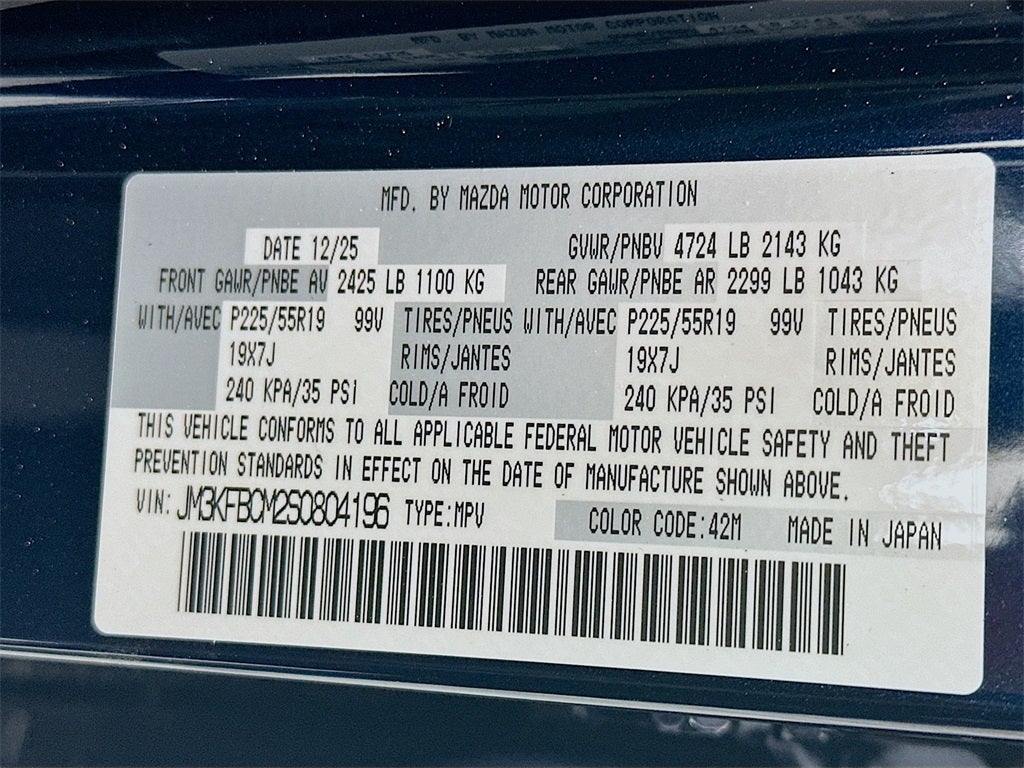 MFD. BY MAZDA MOTOR CORPORATION
MFD. BY MAZDA MOTOR CORPORATION
DATE 12/25 GVWR/PNBV 4724 LB 2143 KG
FRONT GAWR/PNBE AV 2425 LB 1100 KG REAR GAWR/PNBE AR 2299 LB 1043 KG
WITH/AVEC P225/55R19 99V TIRES/PNEUS WITH/AVEC P225/55R19 99V TIRES/PNEUS
19X7J RIMS/JANTES 19X7J RIMS/JANTES
240 KPA/35 PSI COLD/A FROID 240 KPA/35 PSI COLD/A FROID
THIS VEHICLE CONFORMS TO ALL APPLICABLE FEDERAL MOTOR VEHICLE SAFETY AND THEFT
PREVENTION STANDARDS IN EFFECT ON THE DATE OF MANUFACTURE SHOWN ABOVE.
VIN: JM3KFBCM2S0804196 TYPE:MPV COLOR CODE:42M MADE IN JAPAN